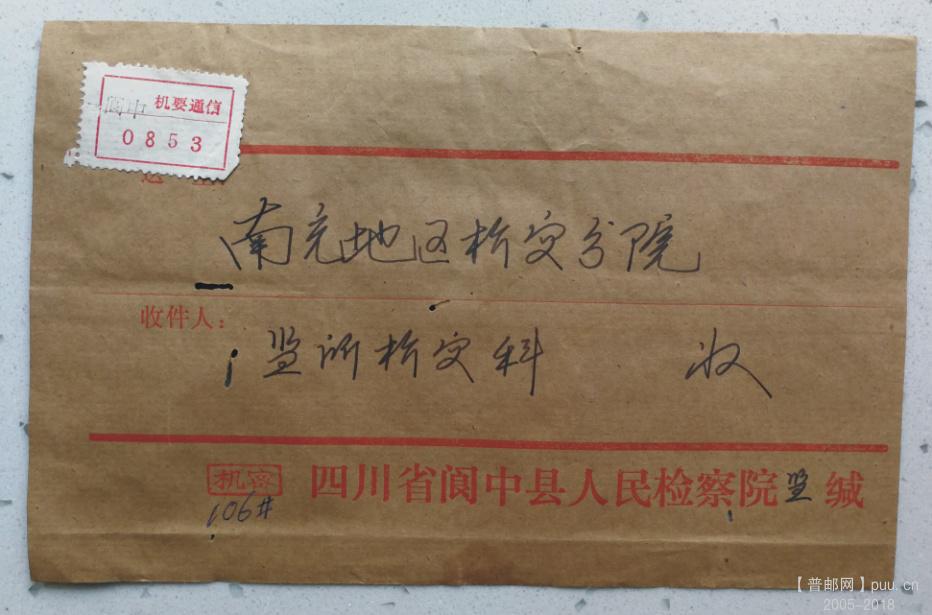 阆中 机要通信
0853
南充地区检察分院
收件人：
监所检察科 收
机密 四川省阆中县人民检察院监 缄
106#
【普邮网】puu.cn
2005-2018